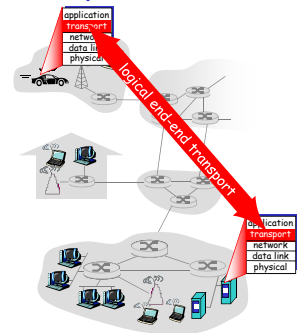 application
transport
network
data link
physical
logical end-end transport
application
transport
network
data link
physical